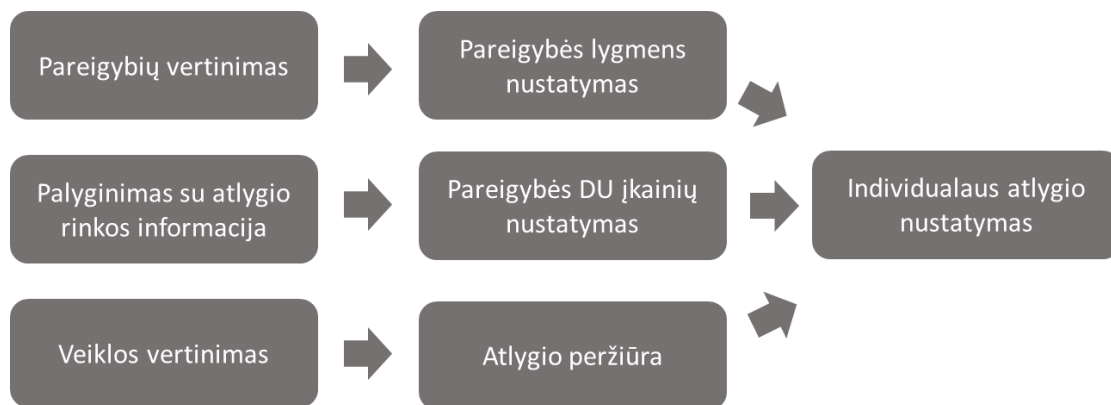 Pareigybių vertinimas
Pareigybės lygmens
nustatymas
Palyginimas su atlygio
rinkos informacija
Pareigybės DU įkainių
nustatymas
Individualaus atlygio
nustatymas
Veiklos vertinimas
Atlygio peržiūra